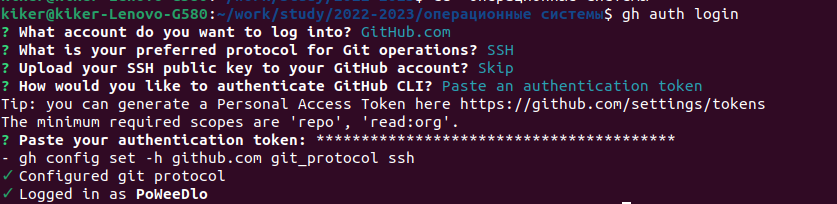 kiker@kiker-Lenovo-G580:~/work/study/2022-2023/операционные системы$ gh auth login
? What account do you want to log into? GitHub.com
? What is your preferred protocol for Git operations? SSH
? Upload your SSH public key to your GitHub account? Skip
? How would you like to authenticate GitHub CLI? Paste an authentication token
Tip: you can generate a Personal Access Token here https://github.com/settings/tokens
The minimum required scopes are 'repo', 'read:org'.
? Paste your authentication token: ****************************************
- gh config set -h github.com git_protocol ssh
✓ Configured git protocol
✓ Logged in as PoWeeDlo